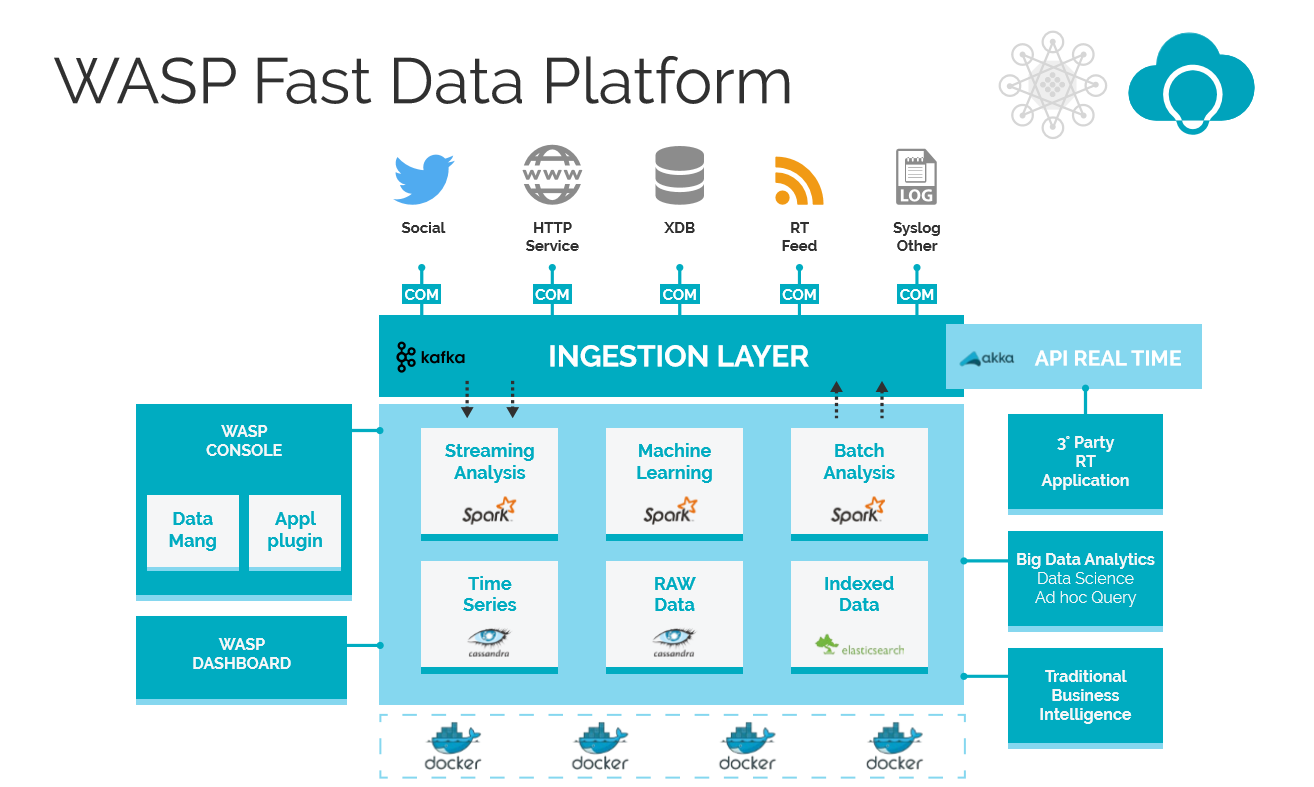 WASP Fast Data Platform
WWW
LOG
Social
HTTP
Service
XDB
RT
Feed
Syslog
Other
COM
COM
COM
COM
COM
kafka
INGESTION LAYER
akka
API REAL TIME
WASP
CONSOLE
Data
Mang
Appl
plugin
WASP
DASHBOARD
Streaming
Analysis
Spark
Machine
Learning
Spark
Batch
Analysis
Spark
Time
Series
cassandra
RAW
Data
cassandra
Indexed
Data
elasticsearch
3° Party
RT
Application
Big Data Analytics
Data Science
Ad hoc Query
Traditional
Business
Intelligence
docker
docker
docker
docker